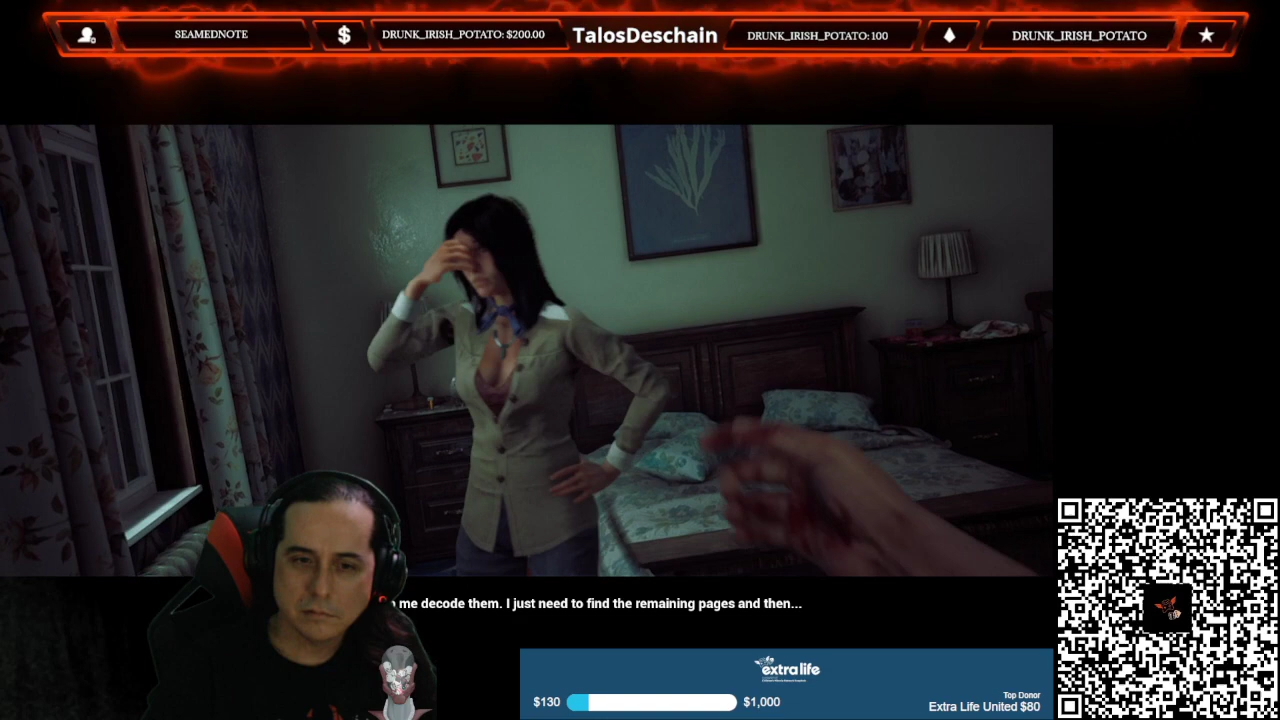 SEAMEDNOTE
$
DRUNK_IRISH_POTATO: $200.00
TalosDeschain
DRUNK_IRISH_POTATO: 100
DRUNK_IRISH_POTATO
me decode them. I just need to find the remaining pages and then...
extralife
$130
$1,000
Top Donor
Extra Life United $80